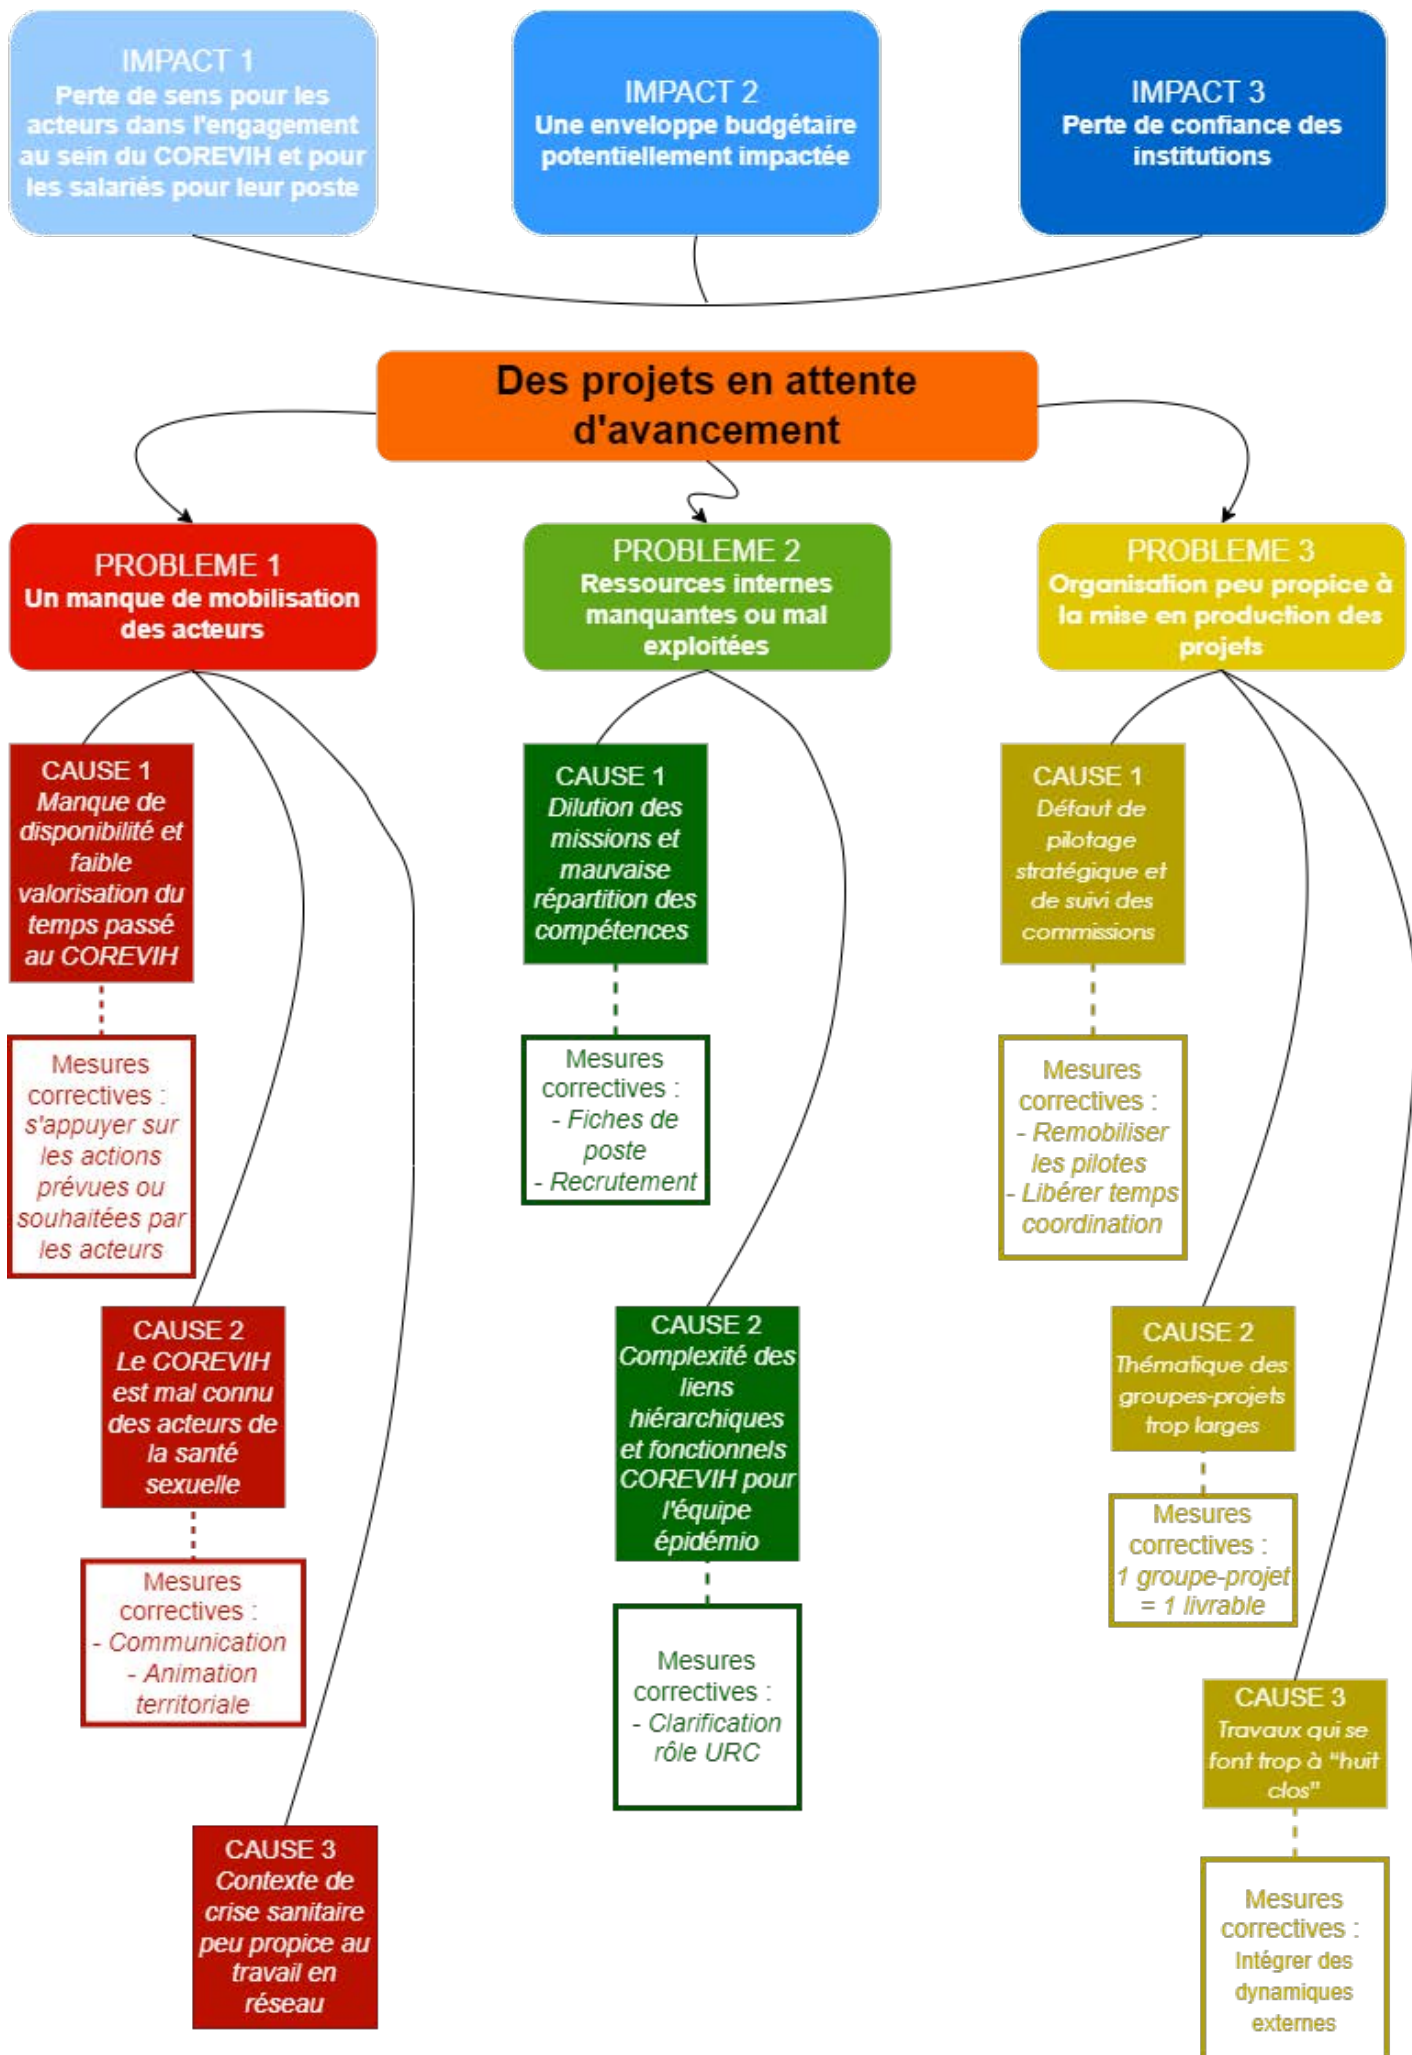 IMPACT 1
Perte de sens pour les
acteurs dans l'engagement
au sein du COREVIH et pour
les salariés pour leur poste
IMPACT 2
Une enveloppe budgétaire
potentiellement impactée
IMPACT 3
Perte de confiance des
institutions
Des projets en attente
d'avancement
PROBLEME 1
Un manque de mobilisation
des acteurs
PROBLEME 2
Ressources internes
manquantes ou mal
exploitées
PROBLEME 3
Organisation peu propice à
la mise en production des
projets
CAUSE 1
Manque de
disponibilité et
faible
valorisation du
temps passé
au COREVIH
Mesures
correctives :
s'appuyer sur
les actions
prévues ou
souhaitées par
les acteurs
CAUSE 2
Le COREVIH
est mal connu
des acteurs de
la santé
sexuelle
Mesures
correctives :
- Communication
- Animation
territoriale
CAUSE 3
Contexte de
crise sanitaire
peu propice au
travail en
réseau
CAUSE 1
Dilution des
missions et
mauvaise
répartition des
compétences
Mesures
correctives :
- Fiches de
poste
- Recrutement
CAUSE 2
Complexité des
liens
hiérarchiques
et fonctionnels
COREVIH pour
l'équipe
épidémio
Mesures
correctives :
- Clarification
rôle URC
CAUSE 1
Défaut de
pilotage
stratégique et
de suivi des
commissions
Mesures
correctives :
- Remobiliser
les pilotes
- Libérer temps
coordination
CAUSE 2
Thématique des
groupes-projets
trop larges
Mesures
correctives :
1 groupe-projet
= 1 livrable
CAUSE 3
Travaux qui se
font trop à "huit
clos"
Mesures
correctives :
Intégrer des
dynamiques
externes